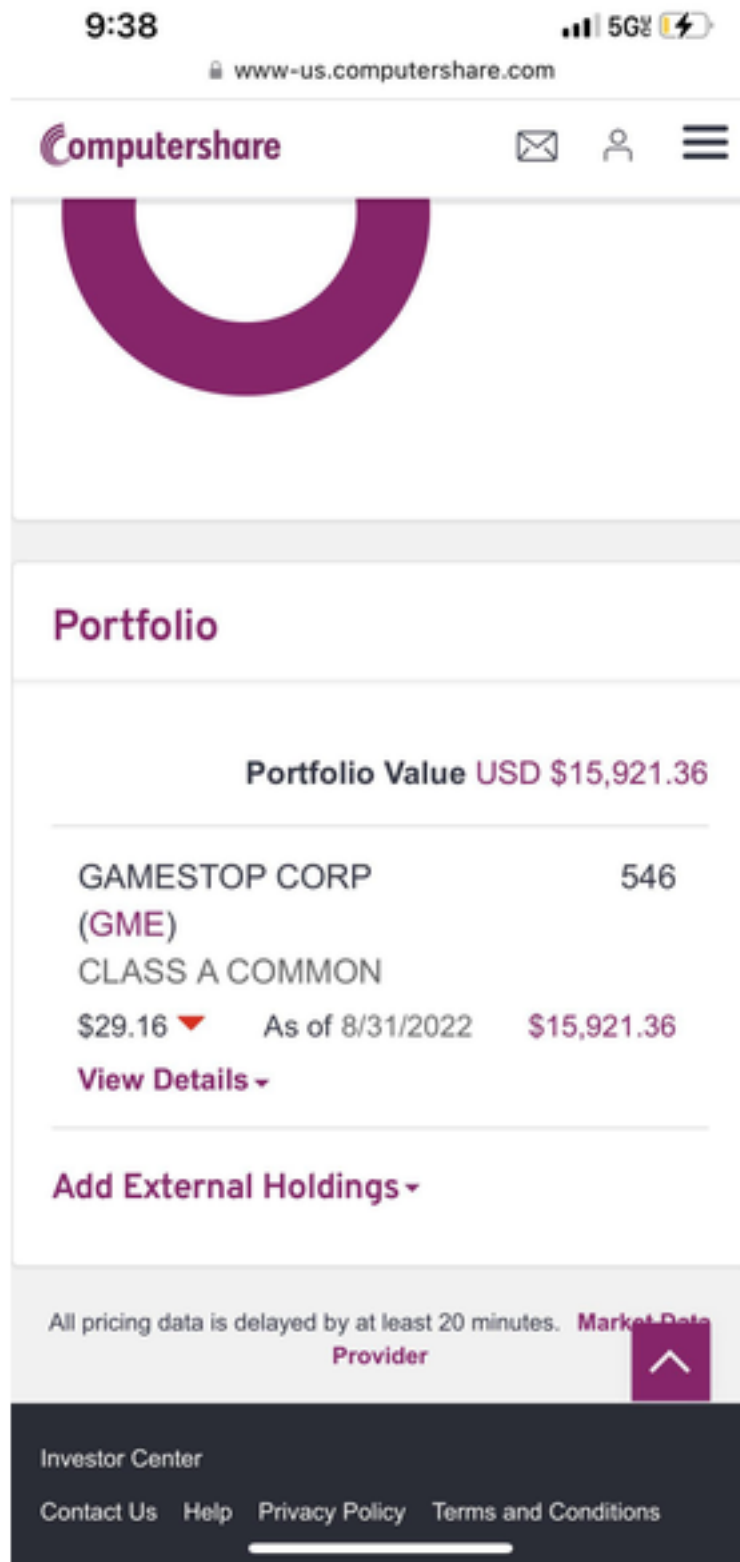 9:38 5G
www-us.computershare.com
Computershare
Portfolio
Portfolio Value USD $15,921.36
GAMESTOP CORP 546
(GME)
CLASS A COMMON
$29.16 As of 8/31/2022 $15,921.36
View Details
Add External Holdings
All pricing data is delayed by at least 20 minutes. Market Data
Provider
Investor Center
Contact Us Help Privacy Policy Terms and Conditions